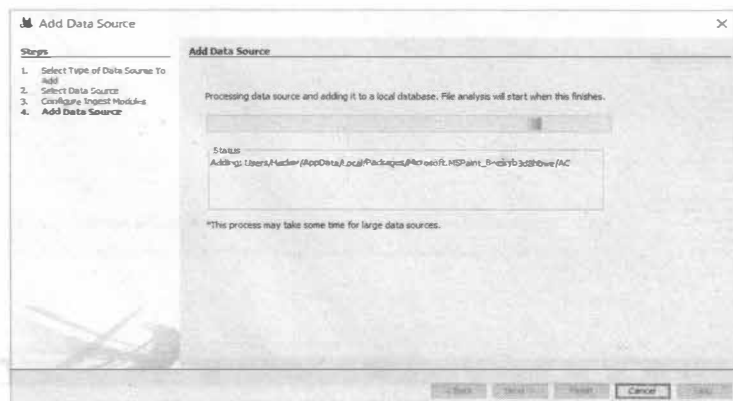 Add Data Source
Steps
1. Select Type of Data Source To
Add
2. Select Data Source
3. Configure Ingest Modules
4. Add Data Source
Add Data Source
Processing data source and adding it to a local database. File analysis will start when this finishes.
Status
Adding: Users/Hacker/AppData/Local/Packages/Microsoft.MSPaint_8wekyb3d8bbwe/AC
*This process may take some time for large data sources.
Cancel